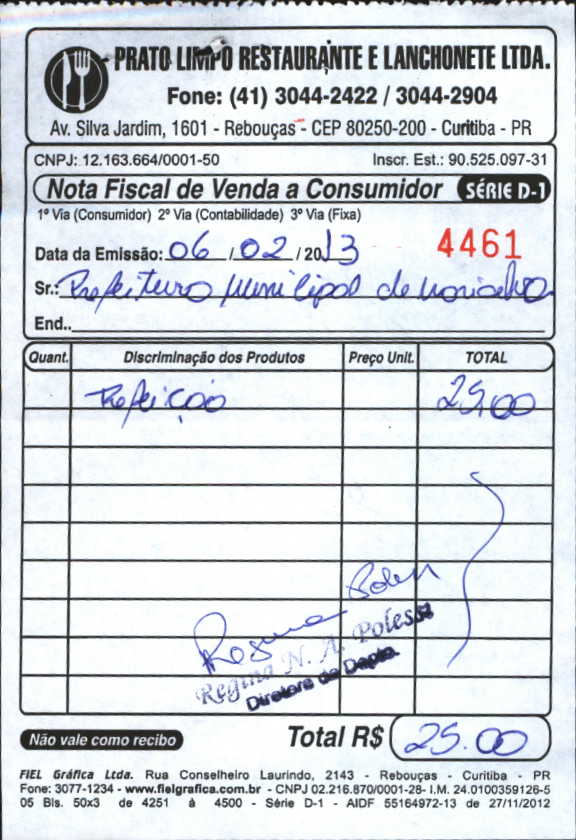 PRATO LIMPO RESTAURANTE E LANCHONETE LTDA.
Fone: (41) 3044-2422 / 3044-2904
Av. Silva Jardim, 1601 - Rebouças - CEP 80250-200 - Curitiba - PR
CNPJ: 12.163.664/0001-50 Inscr. Est.: 90.525.097-31
Nota Fiscal de Venda a Consumidor SÉRIE D-1
1ª Via (Consumidor) 2ª Via (Contabilidade) 3ª Via (Fixa)
Data da Emissão: 06 / 02 / 2013 4461
Sr.: Prefeitura Municipal de
End..
Quant. Discriminação dos Produtos Preço Unit. TOTAL
Refeição 25,00
Regina N. A. Polessi
Diretora de Depto.
Não vale como recibo Total R$ 25.00
FIEL Gráfica Ltda. Rua Conselheiro Laurindo, 2143 - Rebouças - Curitiba - PR
Fone: 3077-1234 - www.fielgrafica.com.br - CNPJ 02.216.870/0001-28 - I.M. 24.0100359126-5
05 Bls. 50x3 de 4251 à 4500 - Série D-1 - AIDF 55164972-13 de 27/11/2012